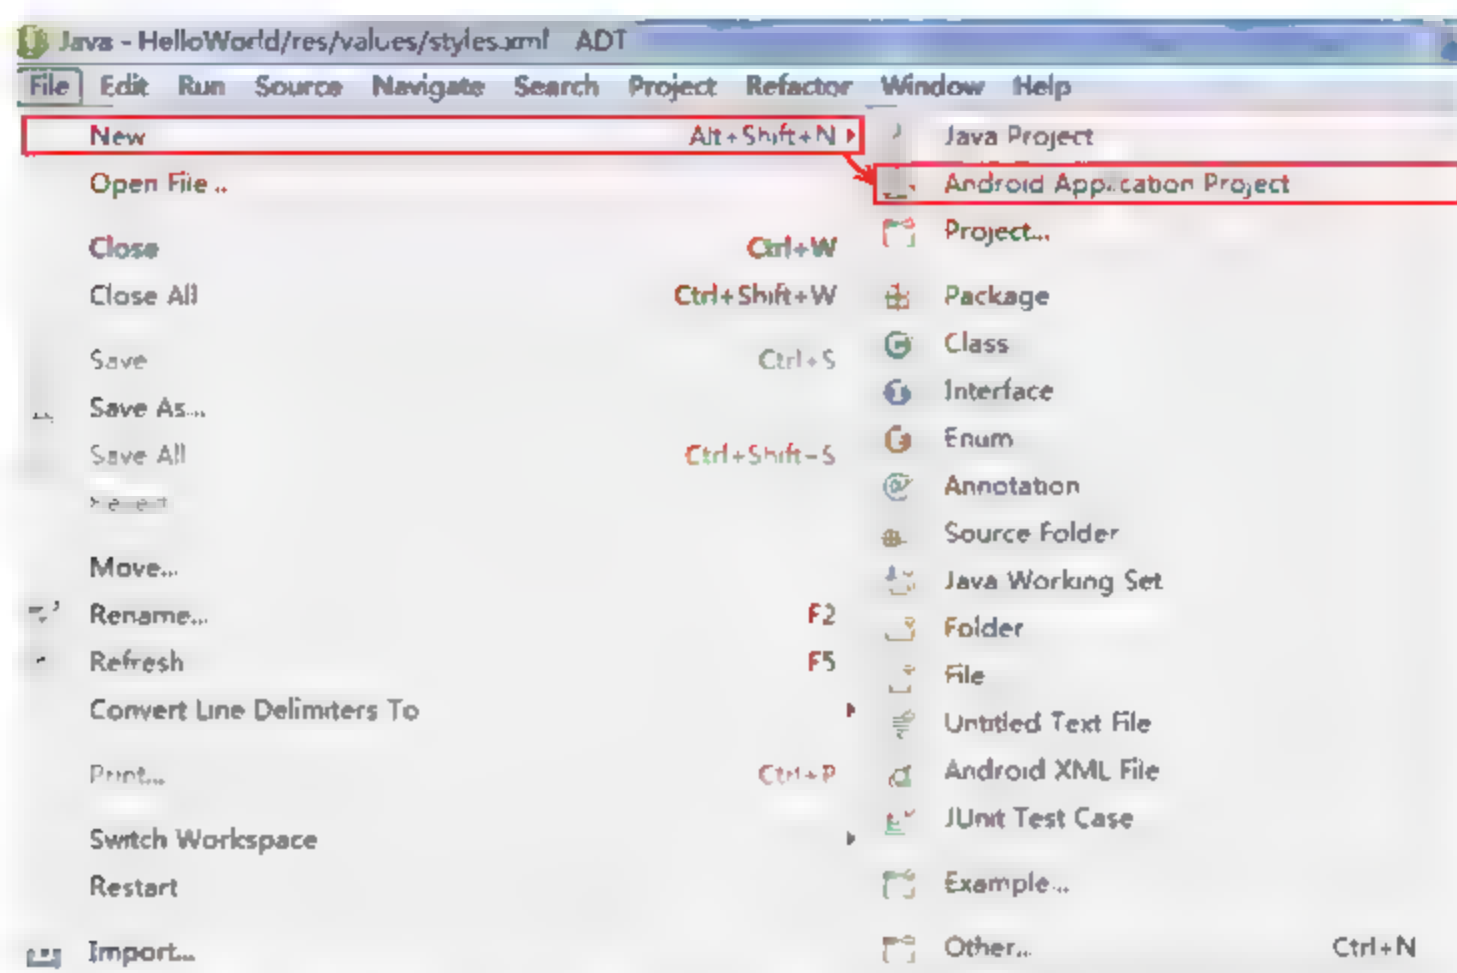 Java - HelloWorld/res/values/styles.xml ADT
File Edit Run Source Navigate Search Project Refactor Window Help
New Alt+Shift+N
Open File ..
Close Ctrl+W
Close All Ctrl+Shift+W
Save Ctrl+S
Save As...
Save All Ctrl+Shift+S
Move...
Rename... F2
Refresh F5
Convert Line Delimiters To
Print... Ctrl+P
Switch Workspace
Restart
Import...
Java Project
Android Application Project
Project...
Package
Class
Interface
Enum
Annotation
Source Folder
Java Working Set
Folder
File
Untitled Text File
Android XML File
JUnit Test Case
Example...
Other... Ctrl+N